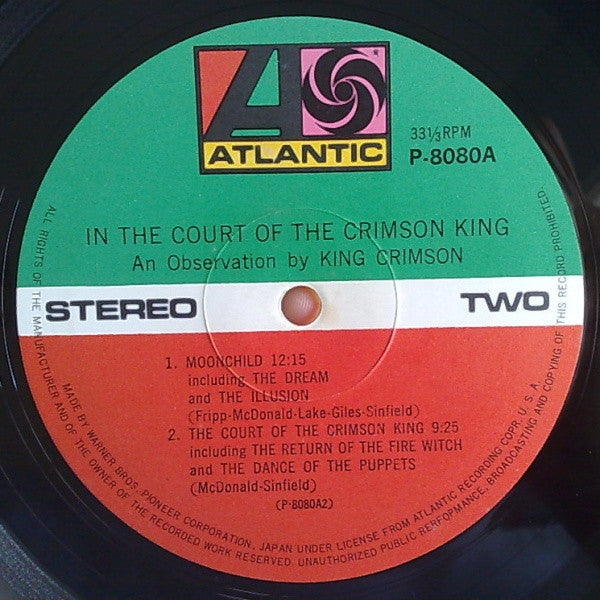 ATLANTIC
33⅓RPM
P-8080A
IN THE COURT OF THE CRIMSON KING
An Observation by KING CRIMSON
STEREO
TWO
1. MOONCHILD 12:15
including THE DREAM
and THE ILLUSION
(Fripp-McDonald-Lake-Giles-Sinfield)
2. THE COURT OF THE CRIMSON KING 9:25
including THE RETURN OF THE FIRE WITCH
and THE DANCE OF THE PUPPETS
(McDonald-Sinfield)
(P-8080A2)
MADE BY WARNER BROS. PIONEER CORPORATION, JAPAN UNDER LICENSE FROM ATLANTIC RECORDING COPR. U.S.A.
ALL RIGHTS OF THE MANUFACTURER AND OF THE OWNER OF THE RECORDED WORK RESERVED. UNAUTHORIZED PUBLIC RERFOPMANCE, BROADCASTING AND COPYING OF THIS RECORD PROHIBITED.